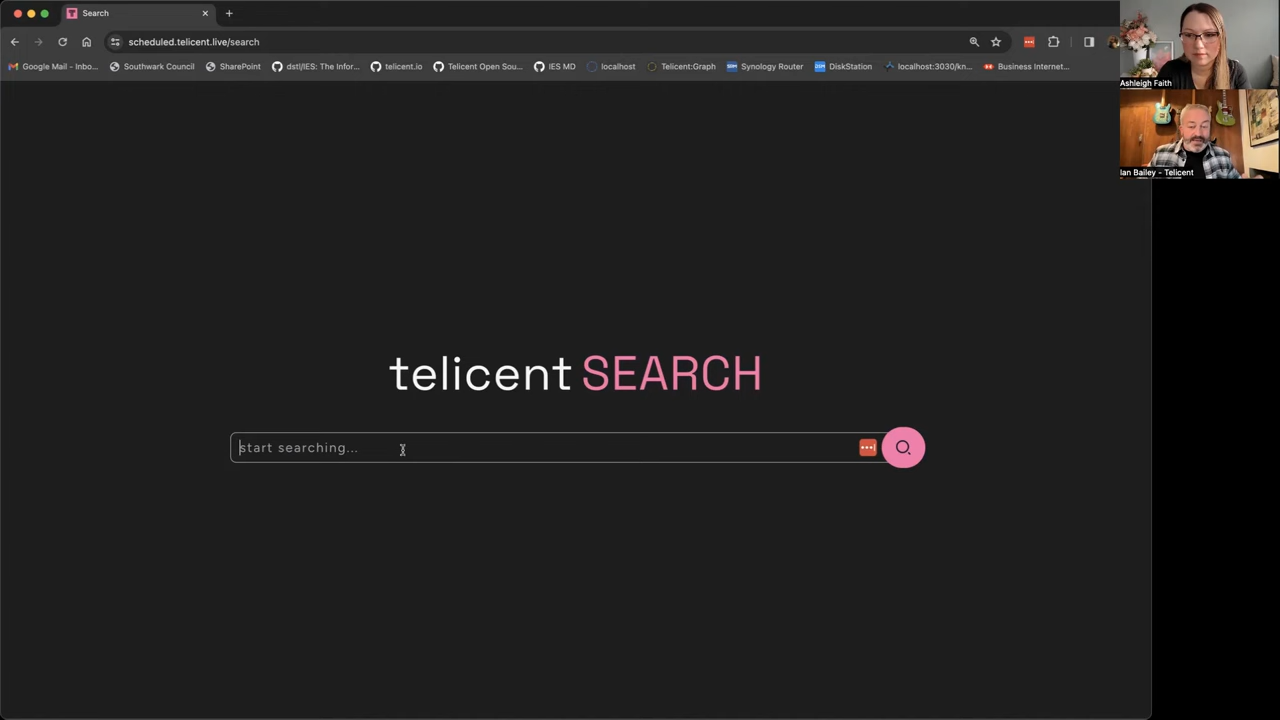 Search
scheduled.telicent.live/search
Google Mail - Inbo...
Southwark Council
SharePoint
dstl/IES: The Infor...
telicent.io
Telicent Open Sou...
IES MD
localhost
Telicent:Graph
Synology Router
DiskStation
localhost:3030/kn...
Business Internet...
Ashleigh Faith
Ian Bailey - Telicent
telicent SEARCH
start searching...